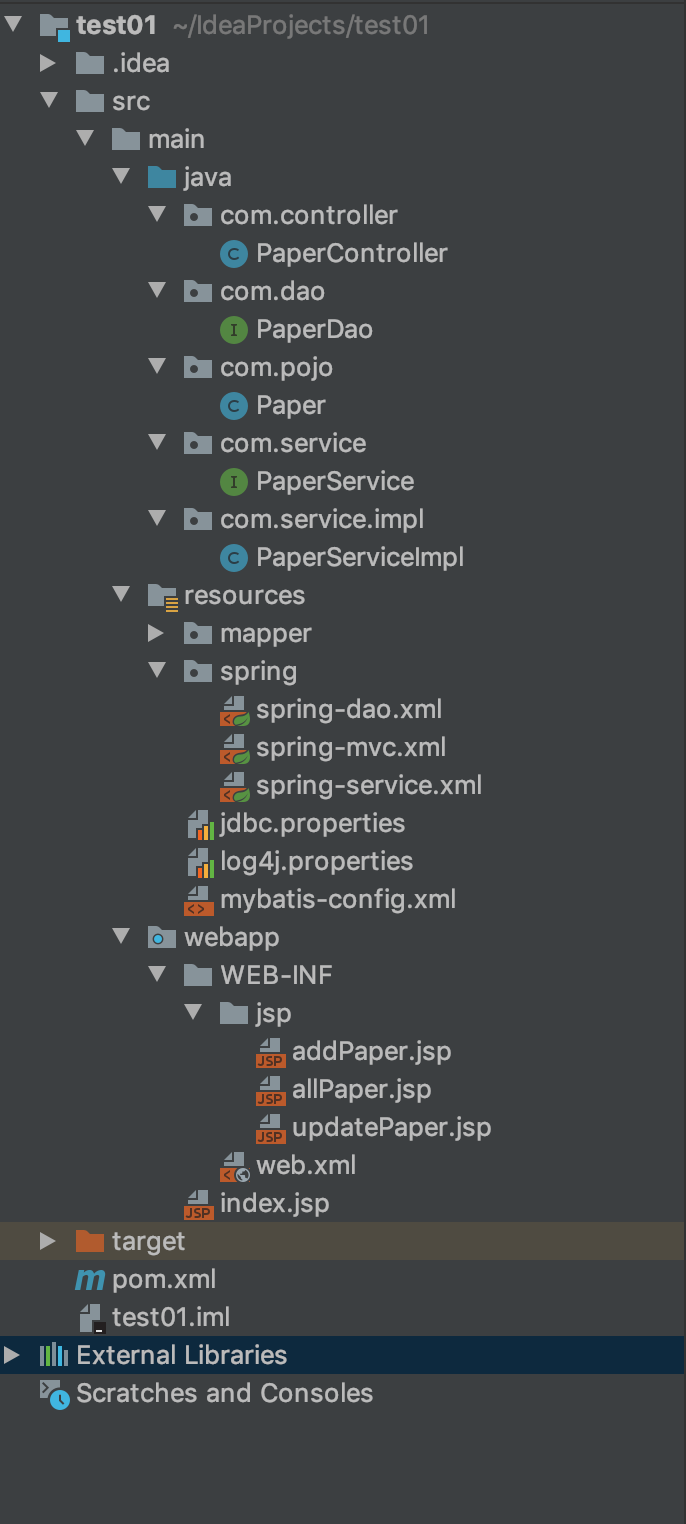 test01 ~/IdeaProjects/test01
.idea
src
main
java
com.controller
C PaperController
com.dao
I PaperDao
com.pojo
C Paper
com.service
I PaperService
com.service.impl
C PaperServiceImpl
resources
mapper
spring
spring-dao.xml
spring-mvc.xml
spring-service.xml
jdbc.properties
log4j.properties
<> mybatis-config.xml
webapp
WEB-INF
jsp
JSP addPaper.jsp
JSP allPaper.jsp
JSP updatePaper.jsp
web.xml
JSP index.jsp
target
m pom.xml
test01.iml
External Libraries
Scratches and Consoles